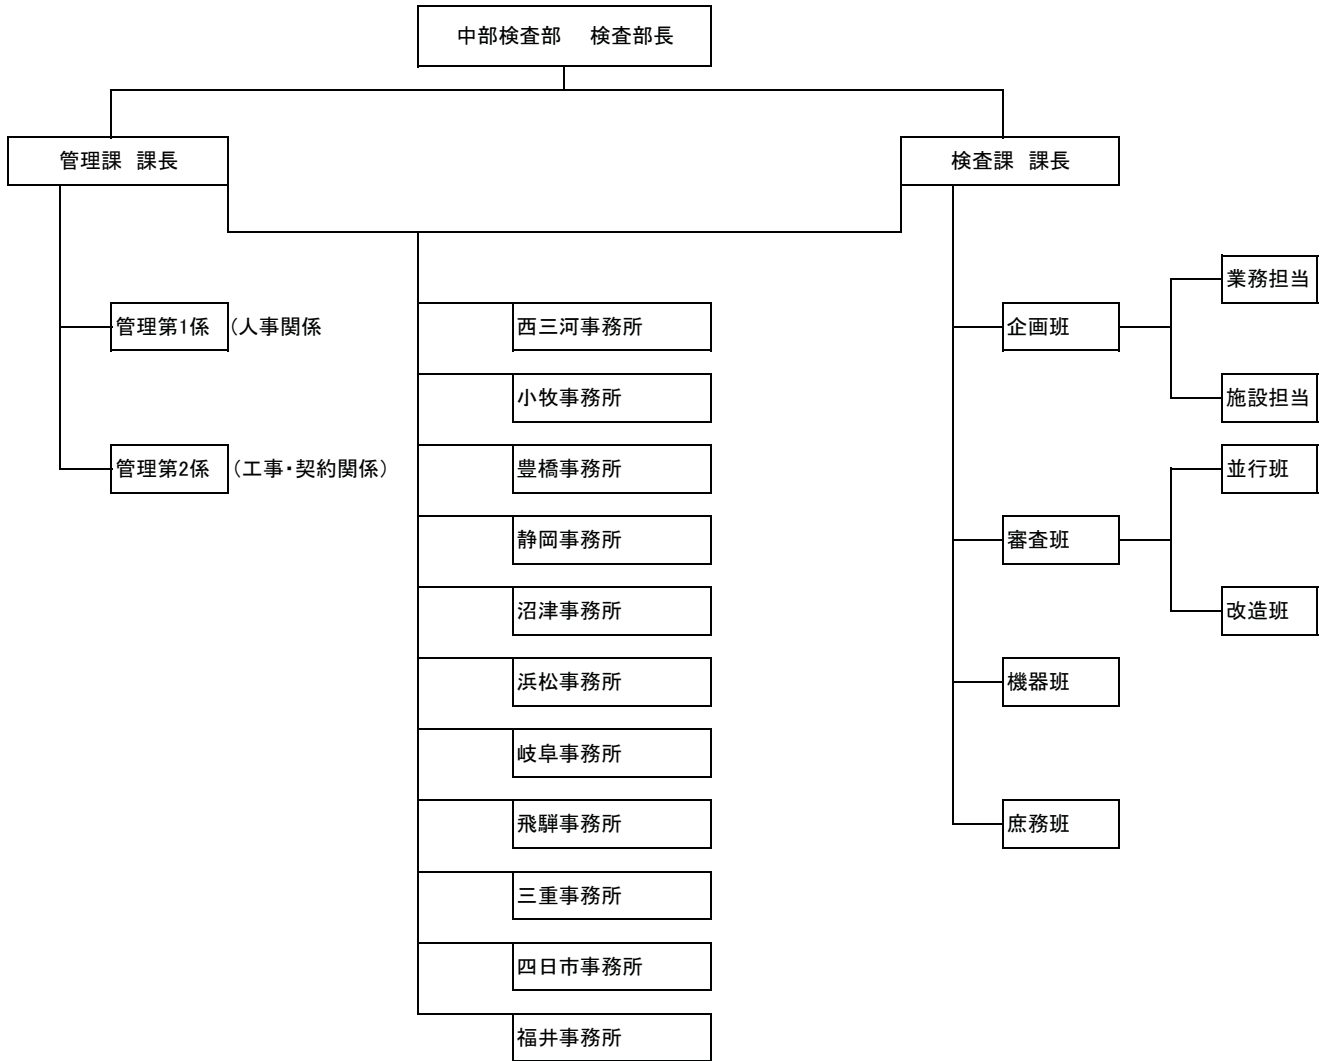 中部検査部　検査部長
管理課　課長
検査課　課長
業務担当
管理第1係 (人事関係
西三河事務所
企画班
小牧事務所
施設担当
管理第2係 (工事・契約関係)
豊橋事務所
並行班
静岡事務所
審査班
沼津事務所
改造班
浜松事務所
機器班
岐阜事務所
飛騨事務所
庶務班
三重事務所
四日市事務所
福井事務所